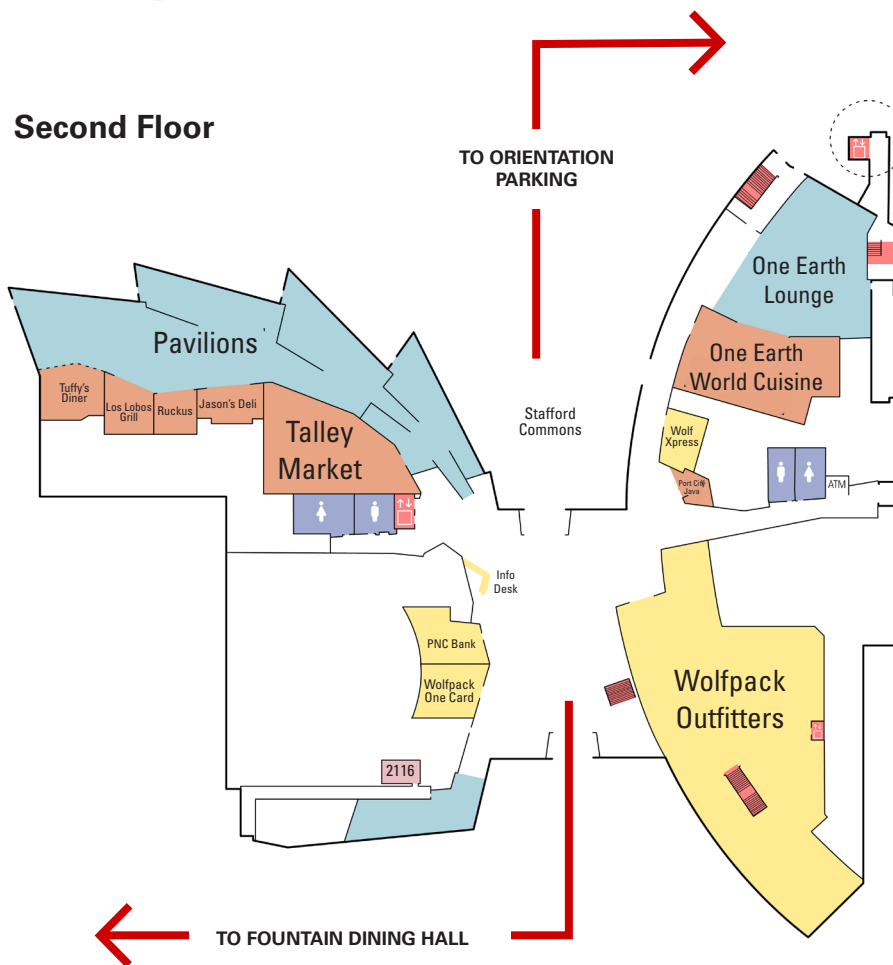 Second Floor
TO ORIENTATION
PARKING
One Earth
Lounge
Pavilions
One Earth
World Cuisine
Tuffy's
Diner
Los Lobos
Grill
Ruckus
Jason's Deli
Talley
Market
Stafford
Commons
Wolf
Xpress
Port City
Java
ATM
Info
Desk
PNC Bank
Wolfpack
One Card
Wolfpack
Outfitters
2116
TO FOUNTAIN DINING HALL